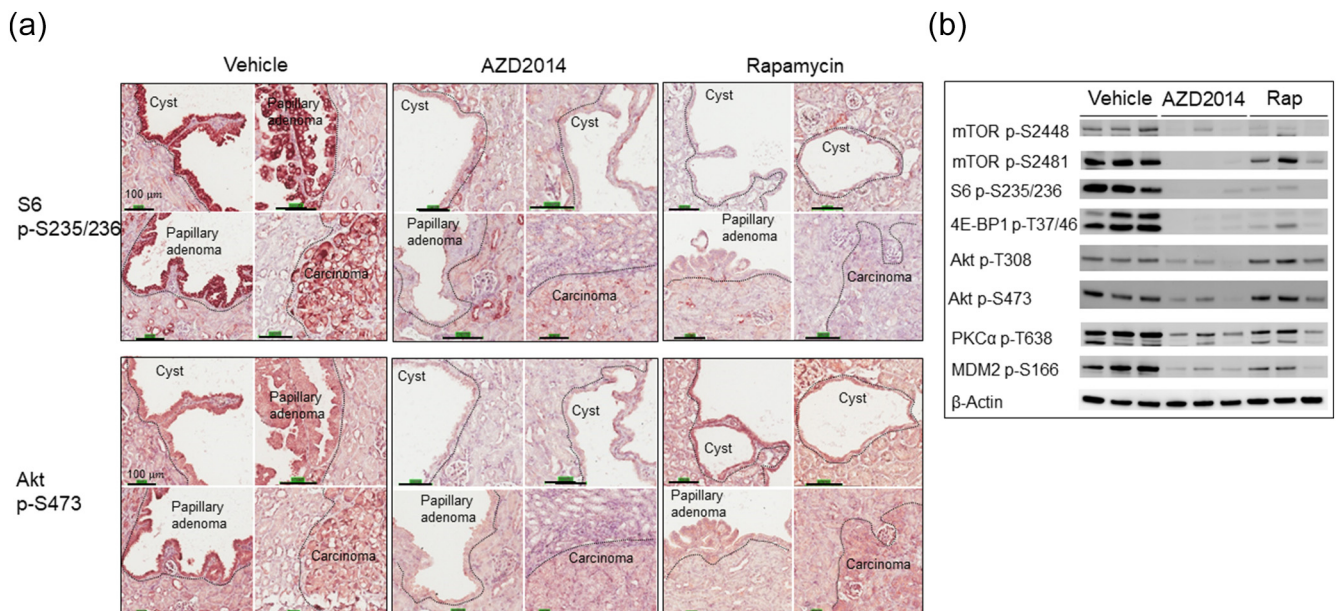 (a)
Vehicle
AZD2014
Rapamycin
S6
p-S235/236
Cyst
100 µm
Papillary
adenoma
Papillary
adenoma
Carcinoma
Cyst
Cyst
Papillary
adenoma
Carcinoma
Cyst
Cyst
Papillary
adenoma
Carcinoma
Akt
p-S473
Cyst
100 µm
Papillary
adenoma
Papillary
adenoma
Carcinoma
Cyst
Cyst
Papillary
adenoma
Carcinoma
Cyst
Cyst
Papillary
adenoma
Carcinoma
(b)
Vehicle AZD2014 Rap
mTOR p-S2448
mTOR p-S2481
S6 p-S235/236
4E-BP1 p-T37/46
Akt p-T308
Akt p-S473
PKCα p-T638
MDM2 p-S166
β-Actin